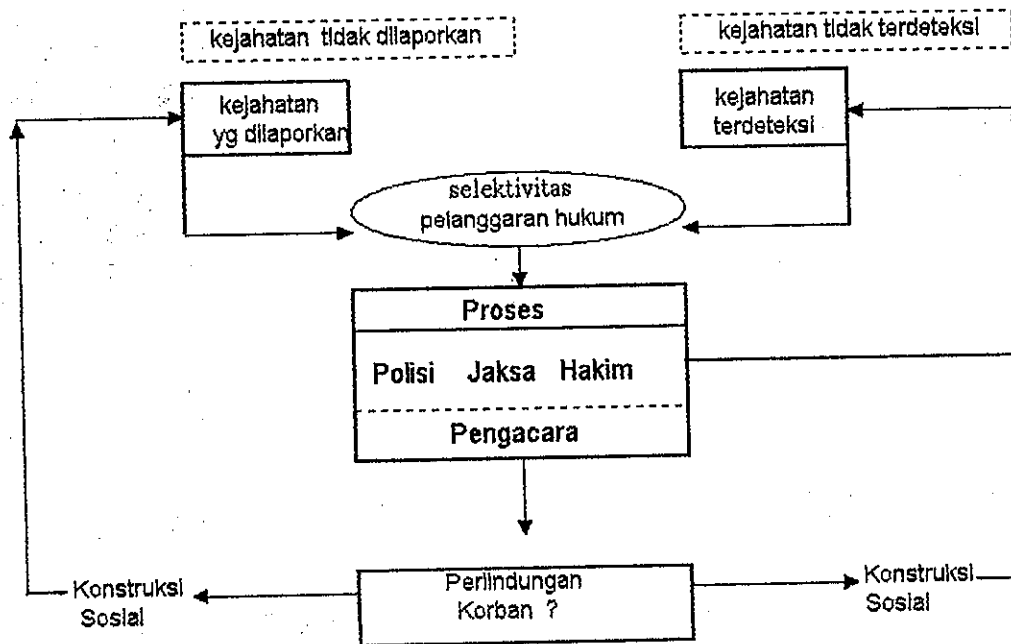 kejahatan tidak dilaporkan
kejahatan tidak terdeteksi
kejahatan
yg dilaporkan
kejahatan
terdeteksi
selektivitas
pelanggaran hukum
Proses
Polisi Jaksa Hakim
Pengacara
Perlindungan
Korban ?
Konstruksi
Sosial
Konstruksi
Sosial